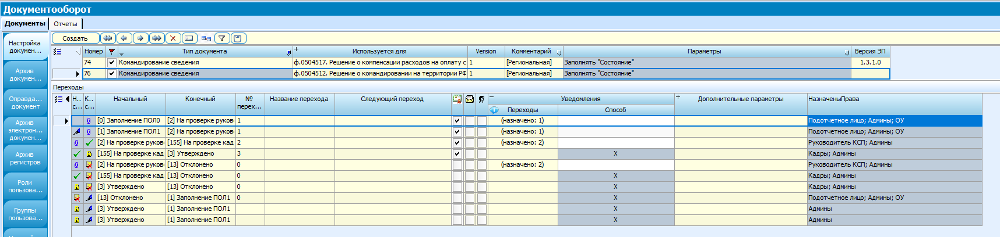 Документооборот
Документы Отчеты
Настройка
докумен...
Архив
докумен...
Оправда...
документ
Архив
электрон...
докумен...
Архив
регистров
Роли
пользова...
Группы
пользова...
Создать
Номер Тип документа Используется для Version Комментарий Параметры Версия ЭП
74 Командирование сведения ф.0504517. Решение о компенсации расходов на оплату с 1 [Региональная] Заполнять "Состояние" 1.3.1.0
76 Командирование сведения ф.0504512. Решение о командировании на территории РФ 1 [Региональная] Заполнять "Состояние"
Переходы
Н.. К.. Начальный Конечный № Название перехода Следующий переход Уведомления Дополнительные параметры НазначеныПрава
с... с... перех... Переходы Способ
[0] Заполнение ПОЛ0 [2] На проверке руково 1 (назначено: 1) Подотчетное лицо; Админы; ОУ
[1] Заполнение ПОЛ1 [2] На проверке руково 1 (назначено: 1) Подотчетное лицо; Админы; ОУ
[2] На проверке руково [155] На проверке кад 2 (назначено: 2) Руководитель КСП; Админы
[155] На проверке кад [3] Утверждено 3 X Кадры; Админы
[2] На проверке руково [13] Отклонено 0 (назначено: 2) Руководитель КСП; Админы
[155] На проверке кад [13] Отклонено 0 X Кадры; Админы
[3] Утверждено [13] Отклонено 0 X Кадры; Админы
[13] Отклонено [1] Заполнение ПОЛ1 0 X Подотчетное лицо; Админы; ОУ
[3] Утверждено [1] Заполнение ПОЛ1 X Админы
[3] Утверждено [1] Заполнение ПОЛ1 X Админы